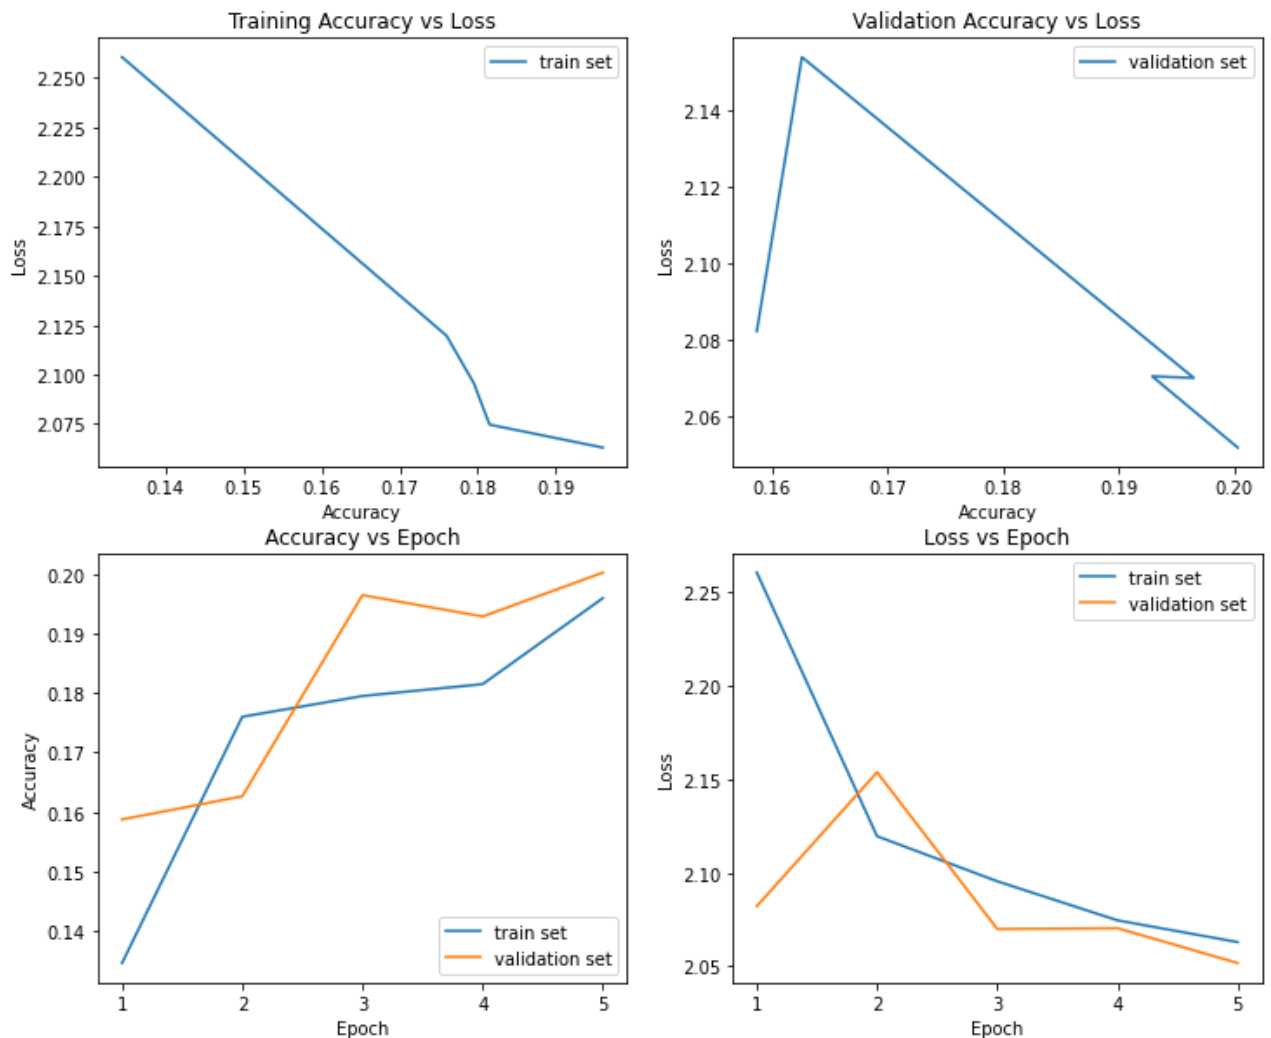 Training Accuracy vs Loss
train set
2.250
2.225
2.200
2.175
2.150
2.125
2.100
2.075
Loss
0.14 0.15 0.16 0.17 0.18 0.19
Accuracy
Validation Accuracy vs Loss
validation set
2.14
2.12
2.10
2.08
2.06
Loss
0.16 0.17 0.18 0.19 0.20
Accuracy
Accuracy vs Epoch
0.20
0.19
0.18
0.17
0.16
0.15
0.14
Accuracy
train set
validation set
1 2 3 4 5
Epoch
Loss vs Epoch
train set
validation set
2.25
2.20
2.15
2.10
2.05
Loss
1 2 3 4 5
Epoch